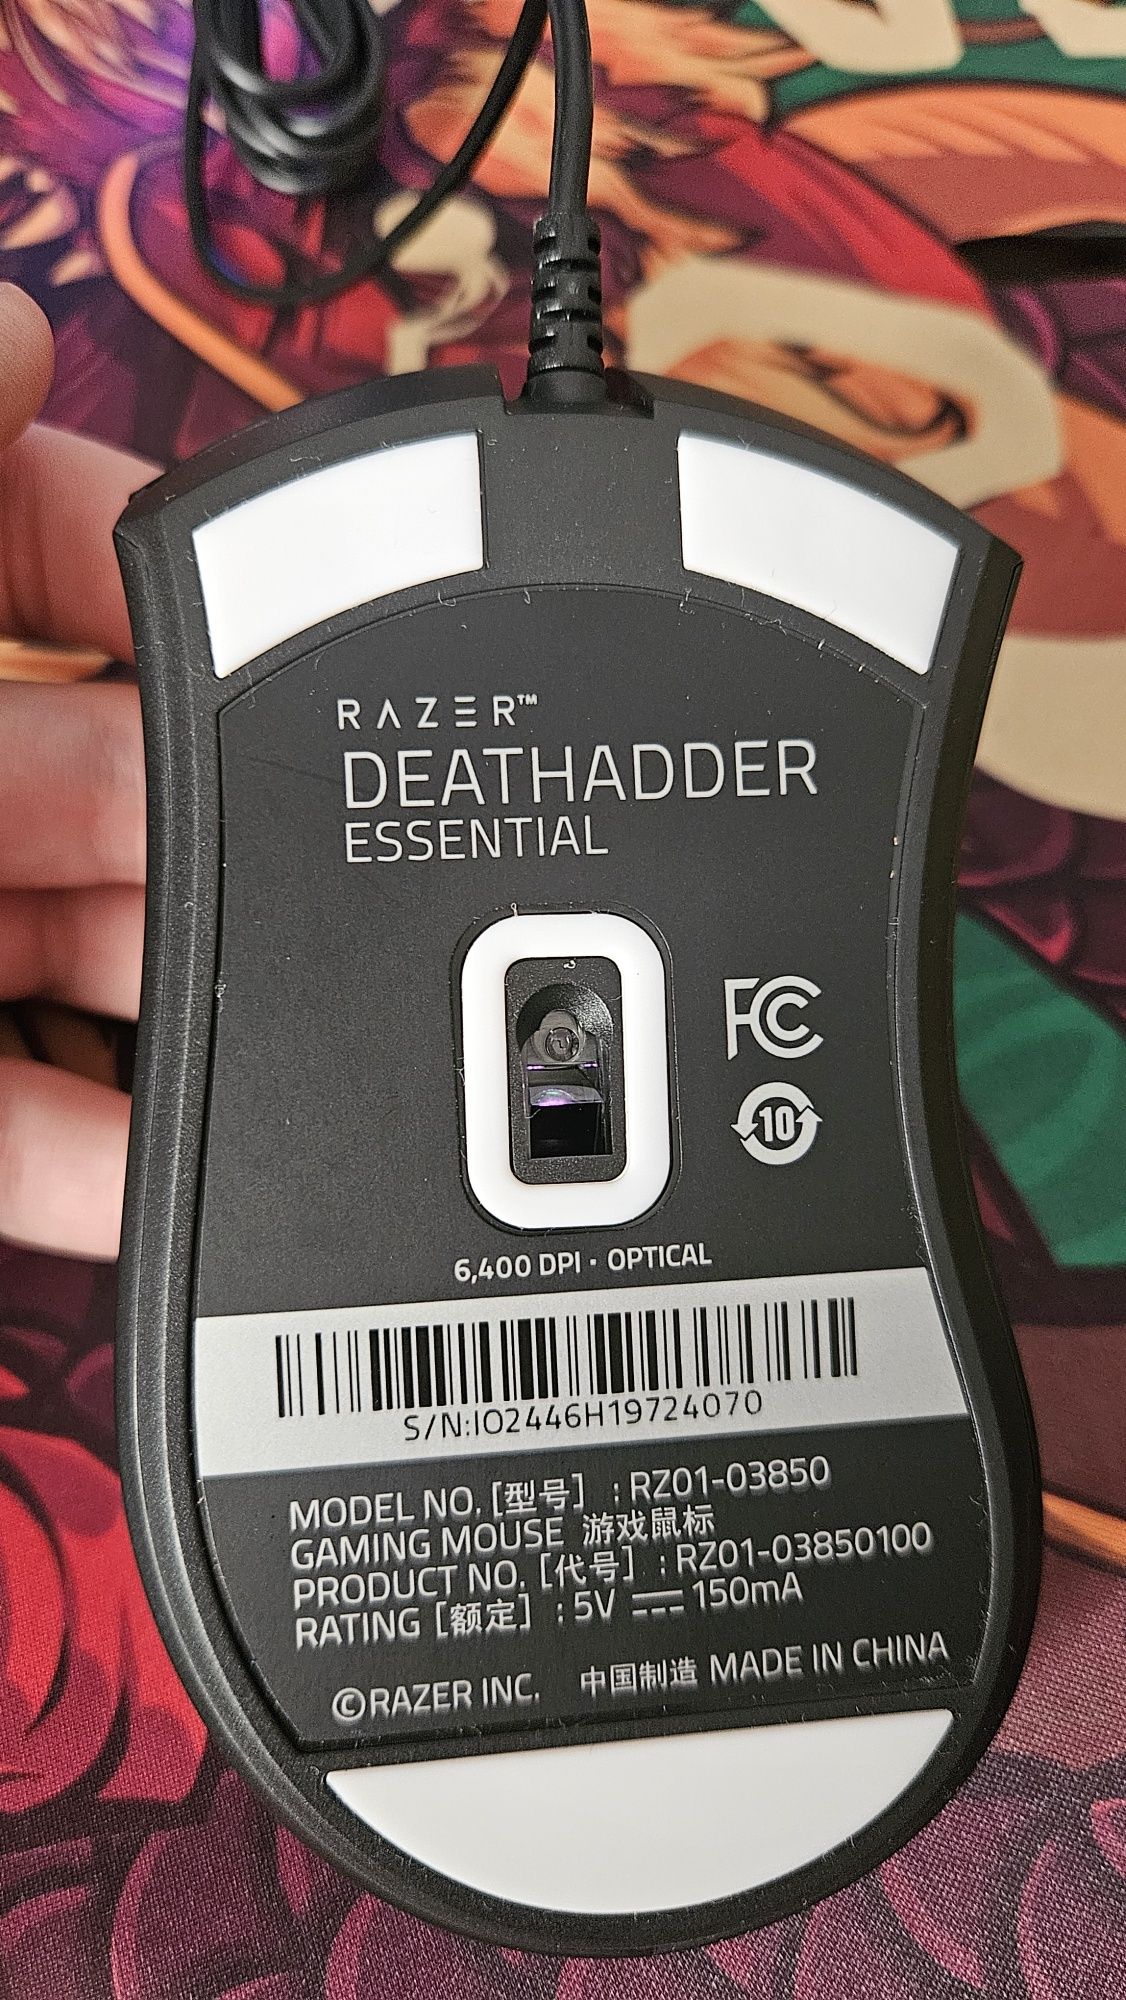 RAZER™
DEATHADDER
ESSENTIAL
FC
10
6,400 DPI · OPTICAL
S/N:IO2446H19724070
MODEL NO. [型号] : RZ01-03850
GAMING MOUSE 游戏鼠标
PRODUCT NO. [代号] : RZ01-03850100
RATING [额定] : 5V ⎓ 150mA
©RAZER INC. 中国制造 MADE IN CHINA